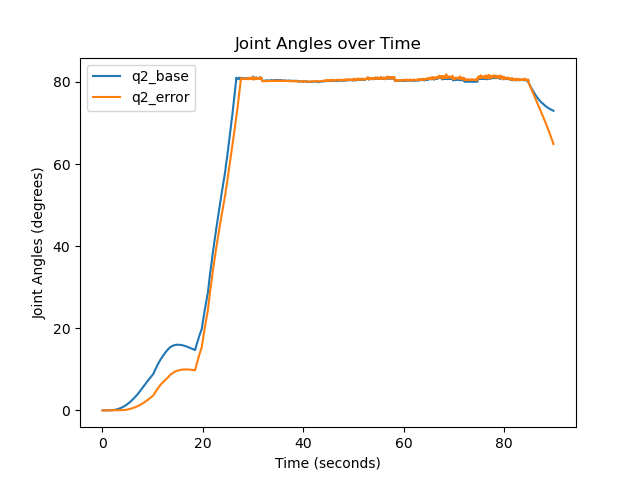 Joint Angles over Time
q2_base
q2_error
Joint Angles (degrees)
80
60
40
20
0
0 20 40 60 80
Time (seconds)